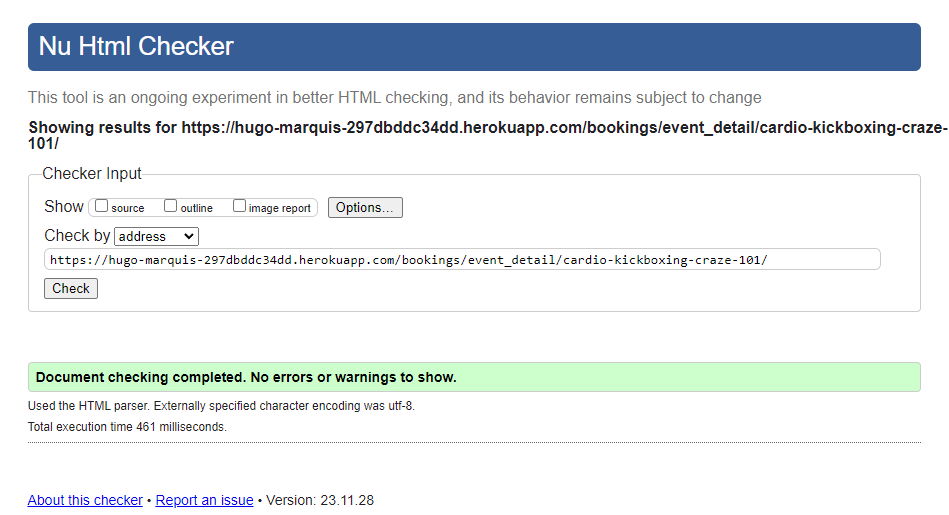 Nu Html Checker
This tool is an ongoing experiment in better HTML checking, and its behavior remains subject to change
Showing results for https://hugo-marquis-297dbddc34dd.herokuapp.com/bookings/event_detail/cardio-kickboxing-craze-
101/
Checker Input
Show source outline image report Options...
Check by address
https://hugo-marquis-297dbddc34dd.herokuapp.com/bookings/event_detail/cardio-kickboxing-craze-101/
Check
Document checking completed. No errors or warnings to show.
Used the HTML parser. Externally specified character encoding was utf-8.
Total execution time 461 milliseconds.
About this checker • Report an issue • Version: 23.11.28